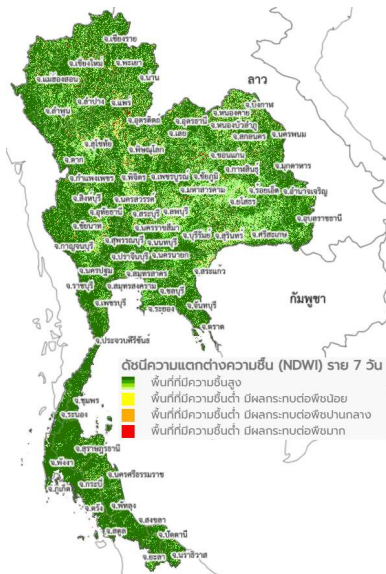 จ.เชียงราย
ลาว
จ.เชียงใหม่
จ.พะเยา
จ.แม่ฮ่องสอน
จ.น่าน
จ.ลำปาง
จ.แพร่
จ.ลำพูน
จ.บึงกาฬ
จ.หนองคาย
จ.อุตรดิตถ์
จ.อุดรธานี
จ.หนองบัวลำภู
จ.เลย
จ.สกลนคร
จ.นครพนม
จ.สุโขทัย
จ.พิษณุโลก
จ.ตาก
จ.ขอนแก่น
จ.มุกดาหาร
จ.กำแพงเพชร
จ.พิจิตร
จ.เพชรบูรณ์
จ.ชัยภูมิ
จ.กาฬสินธุ์
จ.มหาสารคาม
จ.ร้อยเอ็ด
จ.อำนาจเจริญ
จ.สิงห์บุรี
จ.นครสวรรค์
จ.ยโสธร
จ.อุทัยธานี
จ.สระบุรี
จ.ลพบุรี
จ.อุบลราชธานี
จ.ชัยนาท
จ.นครราชสีมา
จ.บุรีรัมย์
จ.สุรินทร์
จ.ศรีสะเกษ
จ.กาญจนบุรี
จ.สุพรรณบุรี
จ.นนทบุรี
จ.ปราจีนบุรี
จ.นครนายก
จ.นครปฐม
จ.สมุทรสาคร
จ.สระแก้ว
จ.ราชบุรี
จ.สมุทรสงคราม
จ.ชลบุรี
กัมพูชา
จ.เพชรบุรี
จ.ระยอง
จ.จันทบุรี
จ.ตราด
จ.ประจวบคีรีขันธ์
ดัชนีความแตกต่างความชื้น (NDWI) ราย 7 วัน
พื้นที่ที่มีความชื้นสูง
พื้นที่ที่มีความชื้นต่ำ มีผลกระทบต่อพืชน้อย
พื้นที่ที่มีความชื้นต่ำ มีผลกระทบต่อพืชปานกลาง
พื้นที่ที่มีความชื้นต่ำ มีผลกระทบต่อพืชมาก
จ.ชุมพร
จ.ระนอง
จ.สุราษฎร์ธานี
จ.พังงา
จ.นครศรีธรรมราช
จ.ภูเก็ต
จ.กระบี่
จ.ตรัง
จ.พัทลุง
จ.สงขลา
จ.สตูล
จ.ปัตตานี
จ.ยะลา
จ.นราธิวาส